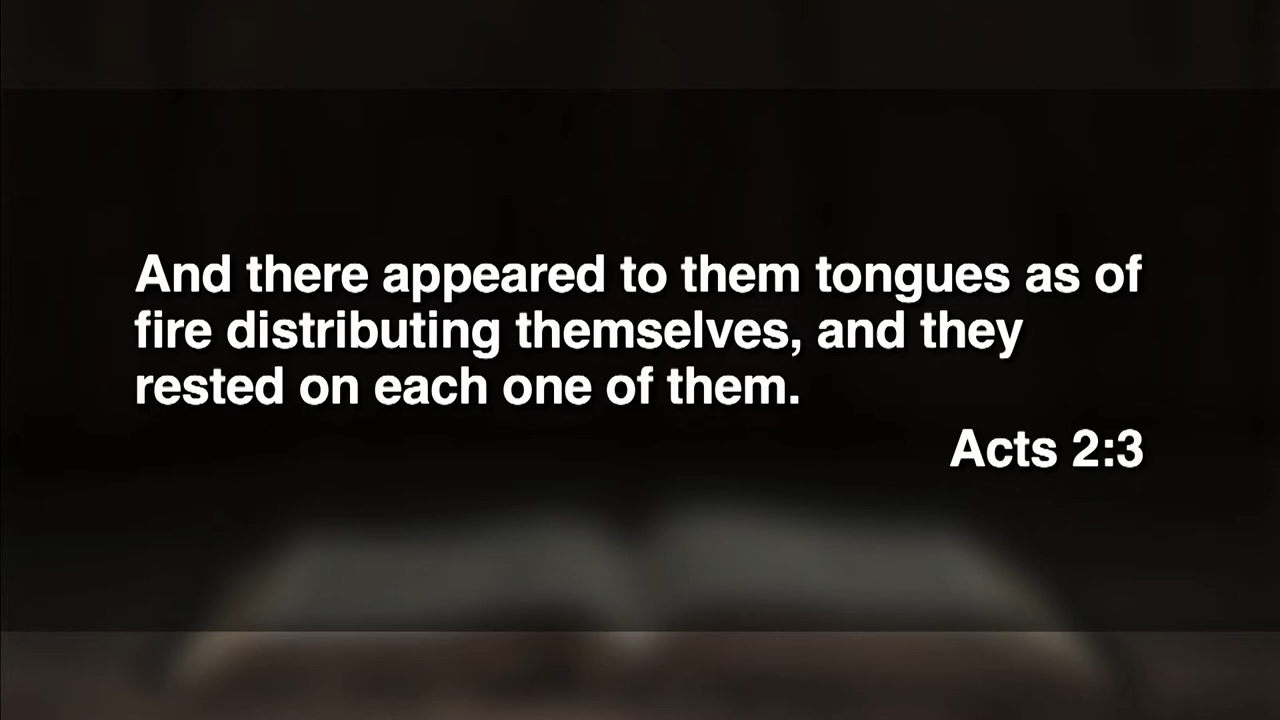 And there appeared to them tongues as of
fire distributing themselves, and they
rested on each one of them.
Acts 2:3